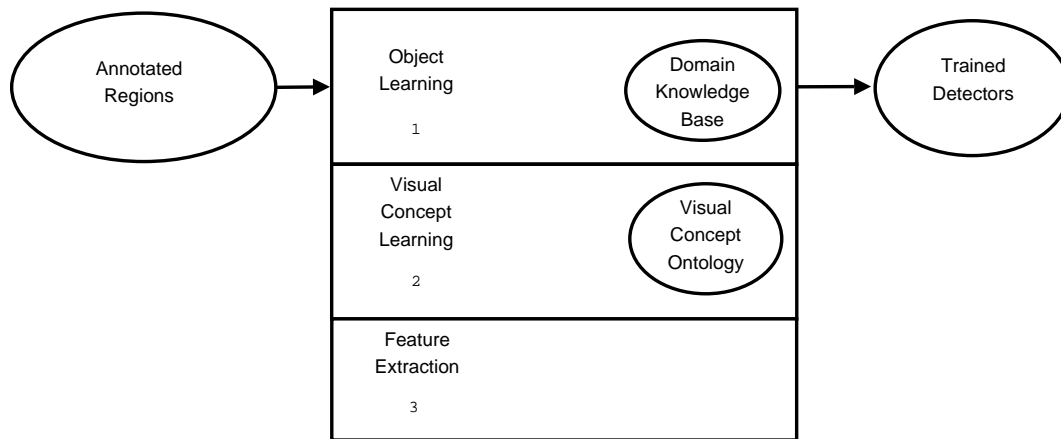 Annotated
Regions
Object
Learning
1
Domain
Knowledge
Base
Trained
Detectors
Visual
Concept
Learning
2
Visual
Concept
Ontology
Feature
Extraction
3